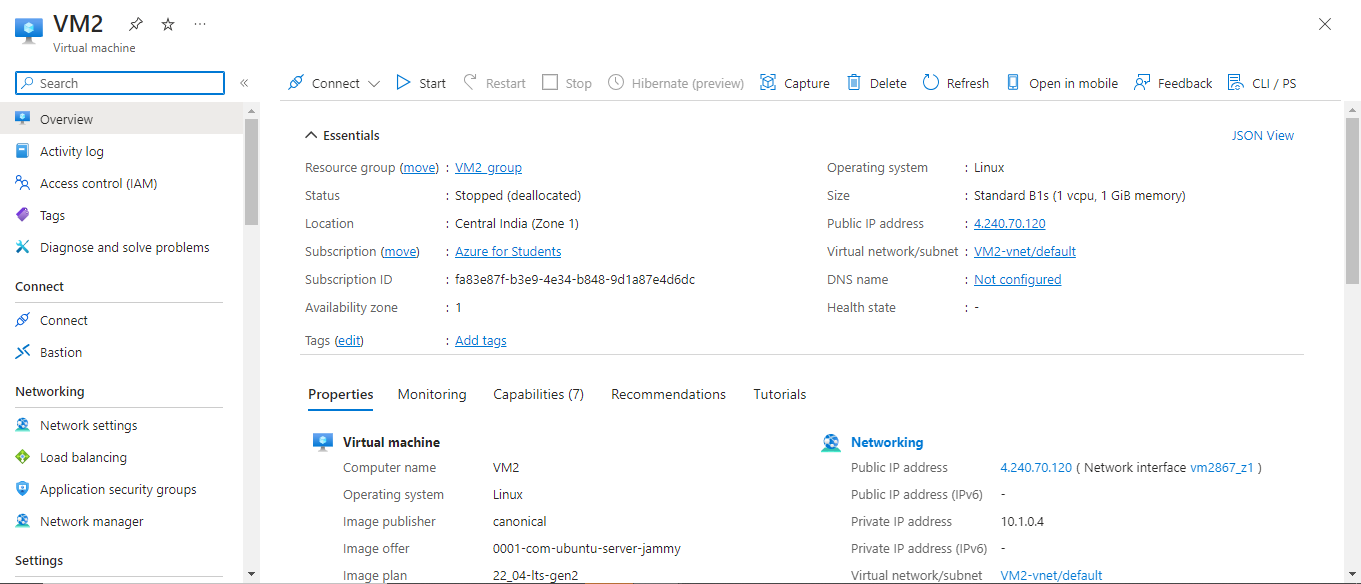 VM2
Virtual machine
Search
Connect
Start
Restart
Stop
Hibernate (preview)
Capture
Delete
Refresh
Open in mobile
Feedback
CLI / PS
Overview
Activity log
Access control (IAM)
Tags
Diagnose and solve problems
Connect
Connect
Bastion
Networking
Network settings
Load balancing
Application security groups
Network manager
Settings
Essentials
JSON View
Resource group (move) : VM2_group
Status : Stopped (deallocated)
Location : Central India (Zone 1)
Subscription (move) : Azure for Students
Subscription ID : fa83e87f-b3e9-4e34-b848-9d1a87e4d6dc
Availability zone : 1
Tags (edit) : Add tags
Operating system : Linux
Size : Standard B1s (1 vcpu, 1 GiB memory)
Public IP address : 4.240.70.120
Virtual network/subnet : VM2-vnet/default
DNS name : Not configured
Health state : -
Properties
Monitoring
Capabilities (7)
Recommendations
Tutorials
Virtual machine
Computer name VM2
Operating system Linux
Image publisher canonical
Image offer 0001-com-ubuntu-server-jammy
Image plan 22_04-lts-gen2
Networking
Public IP address 4.240.70.120 ( Network interface vm2867_z1 )
Public IP address (IPv6) -
Private IP address 10.1.0.4
Private IP address (IPv6) -
Virtual network/subnet VM2-vnet/default